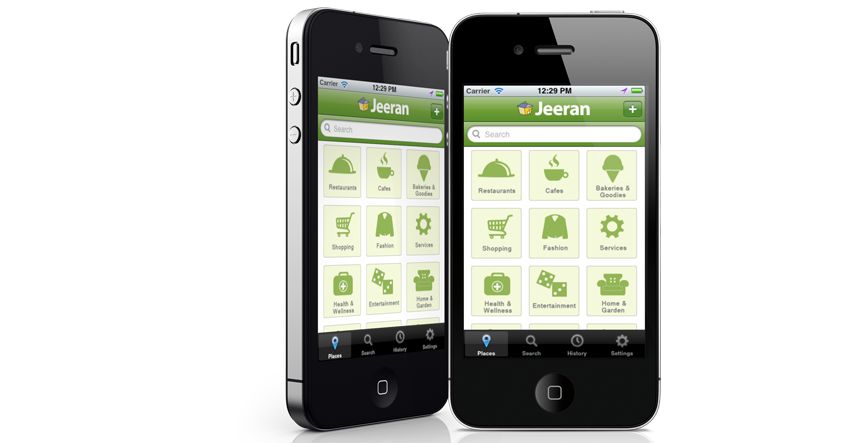 Carrier 12:29 PM
Jeeran
+
Search
Restaurants Cafes Bakeries &
Goodies
Shopping Fashion Services
Health &
Wellness Entertainment Home &
Garden
Places Search History Settings
Carrier 12:29 PM
Jeeran
+
Search
Restaurants Cafes Bakeries &
Goodies
Shopping Fashion Services
Health &
Wellness Entertainment Home &
Garden
Places Search History Settings